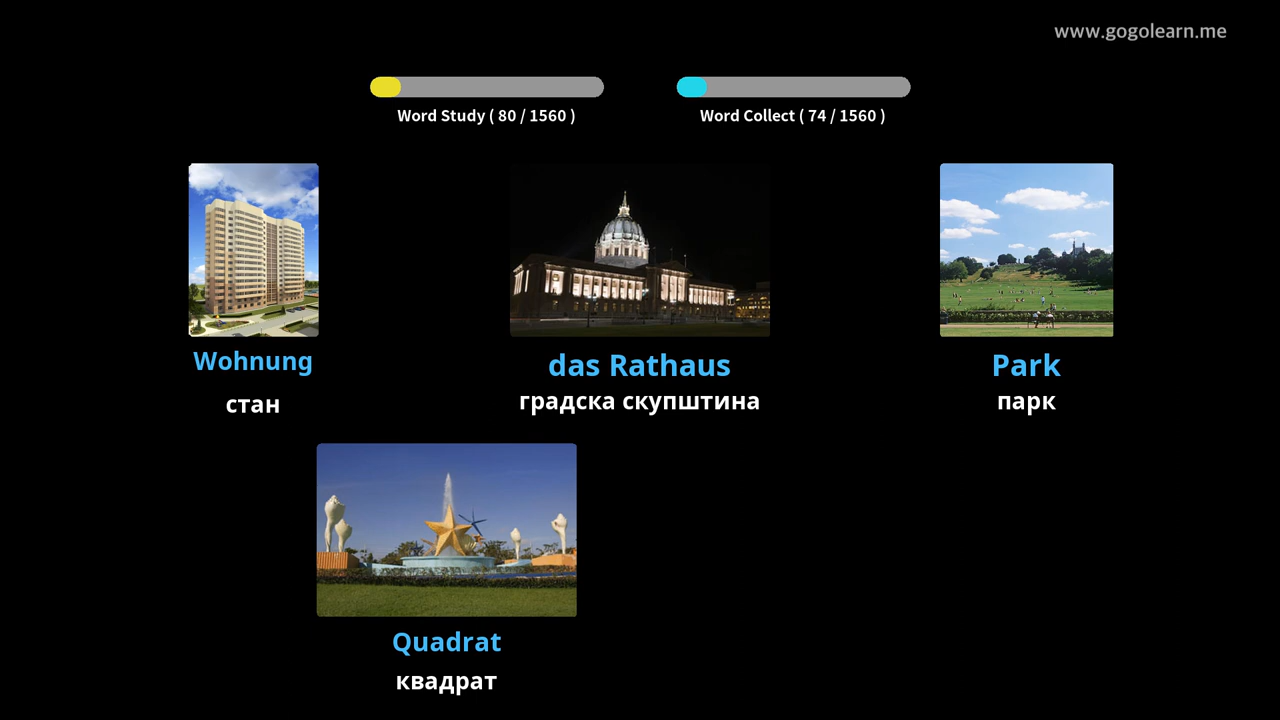 www.gogolearn.me
Word Study ( 80 / 1560 )
Word Collect ( 74 / 1560 )
Wohnung
стан
das Rathaus
градска скупштина
Park
парк
Quadrat
квадрат